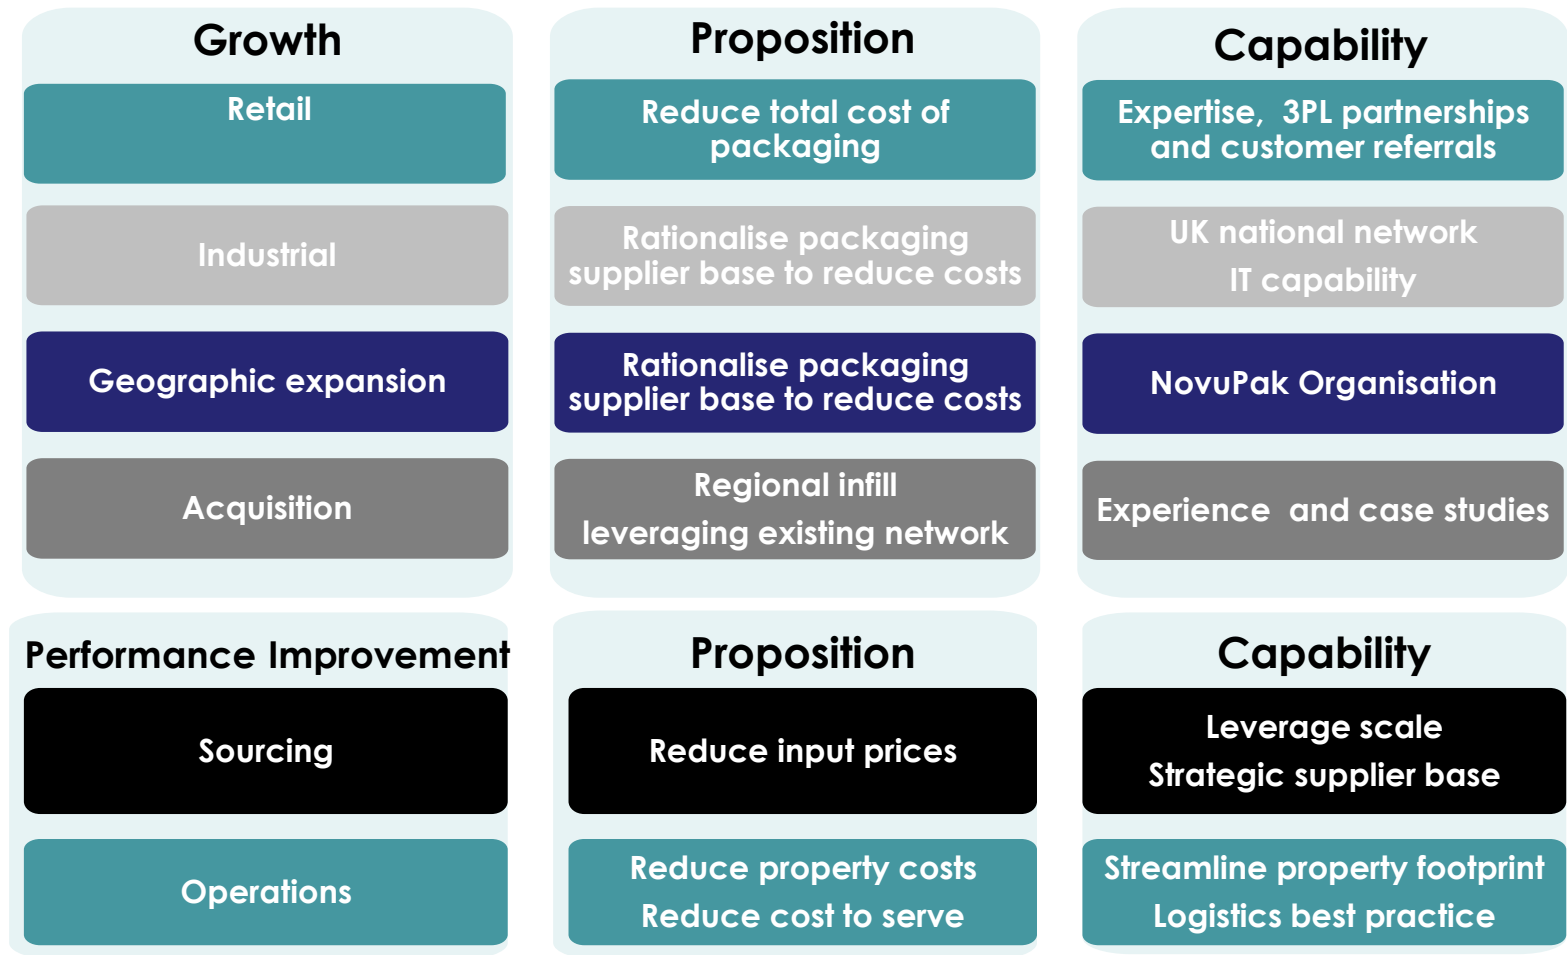 Growth
Proposition
Capability
Retail
Reduce total cost of
packaging
Expertise, 3PL partnerships
and customer referrals
Industrial
Rationalise packaging
supplier base to reduce costs
UK national network
IT capability
Geographic expansion
Rationalise packaging
supplier base to reduce costs
NovuPak Organisation
Acquisition
Regional infill
leveraging existing network
Experience and case studies
Performance Improvement
Proposition
Capability
Sourcing
Reduce input prices
Leverage scale
Strategic supplier base
Operations
Reduce property costs
Reduce cost to serve
Streamline property footprint
Logistics best practice